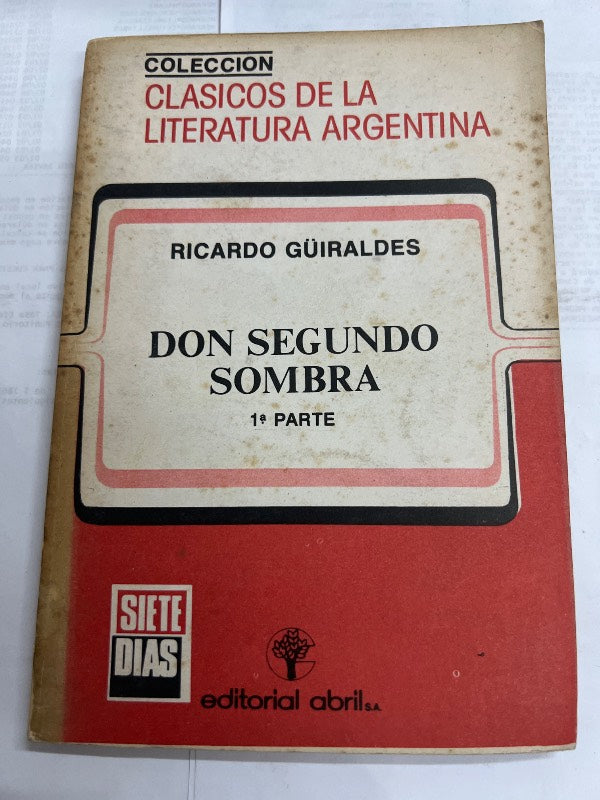 COLECCION
CLASICOS DE LA
LITERATURA ARGENTINA
RICARDO GÜIRALDES
DON SEGUNDO
SOMBRA
1ª PARTE
SIETE
DIAS
editorial abril S.A.